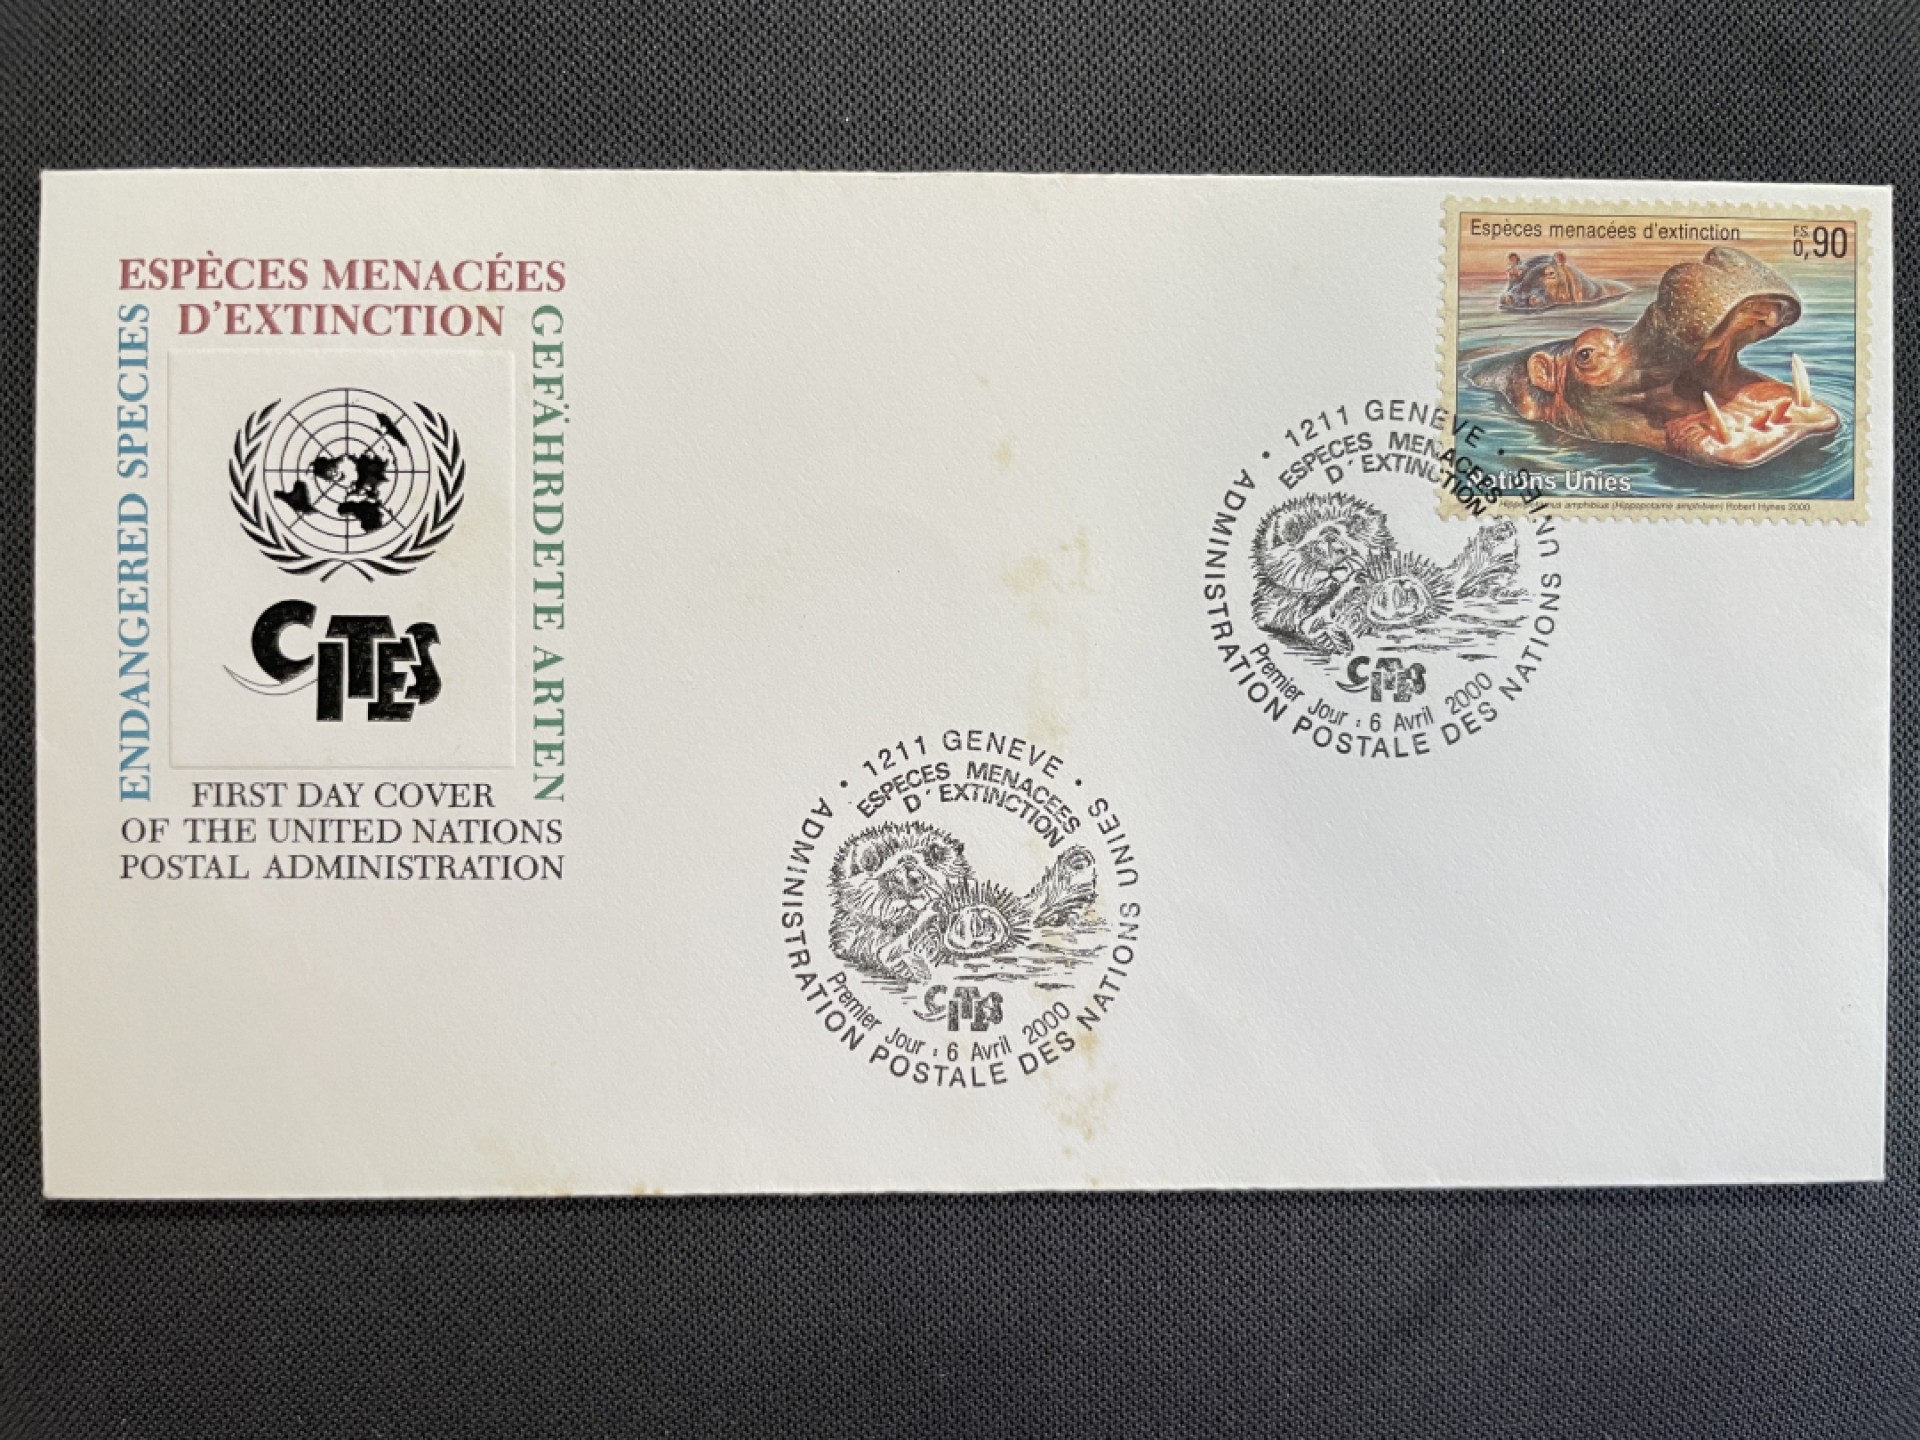 ESPÈCES MENACÉES
D'EXTINCTION
ENDANGERED SPECIES
GEFÄHRDETE ARTEN
CITES
FIRST DAY COVER
OF THE UNITED NATIONS
POSTAL ADMINISTRATION
Espèces menacées d'extinction
F.S.
0,90
Nations Unies
amphibius (Hippopotame amphibien) Robert Hynes 2000
• 1211 GENEVE •
ESPECES MENACEES
D'EXTINCTION
CITES
Premier Jour : 6 Avril 2000
ADMINISTRATION POSTALE DES NATIONS UNIES
• 1211 GENEVE •
ESPECES MENACEES
D'EXTINCTION
CITES
Premier Jour : 6 Avril 2000
ADMINISTRATION POSTALE DES NATIONS UNIES